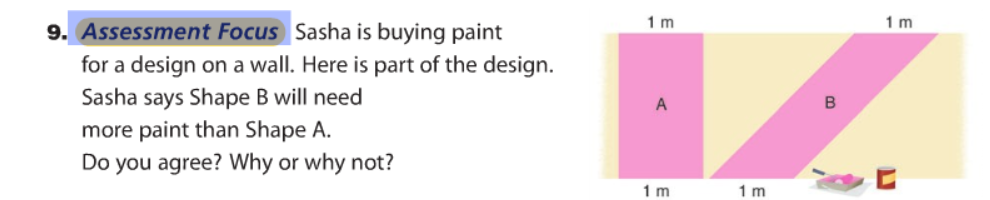 9. Assessment Focus Sasha is buying paint
for a design on a wall. Here is part of the design.
Sasha says Shape B will need
more paint than Shape A.
Do you agree? Why or why not?
1 m 1 m
A B
1 m 1 m